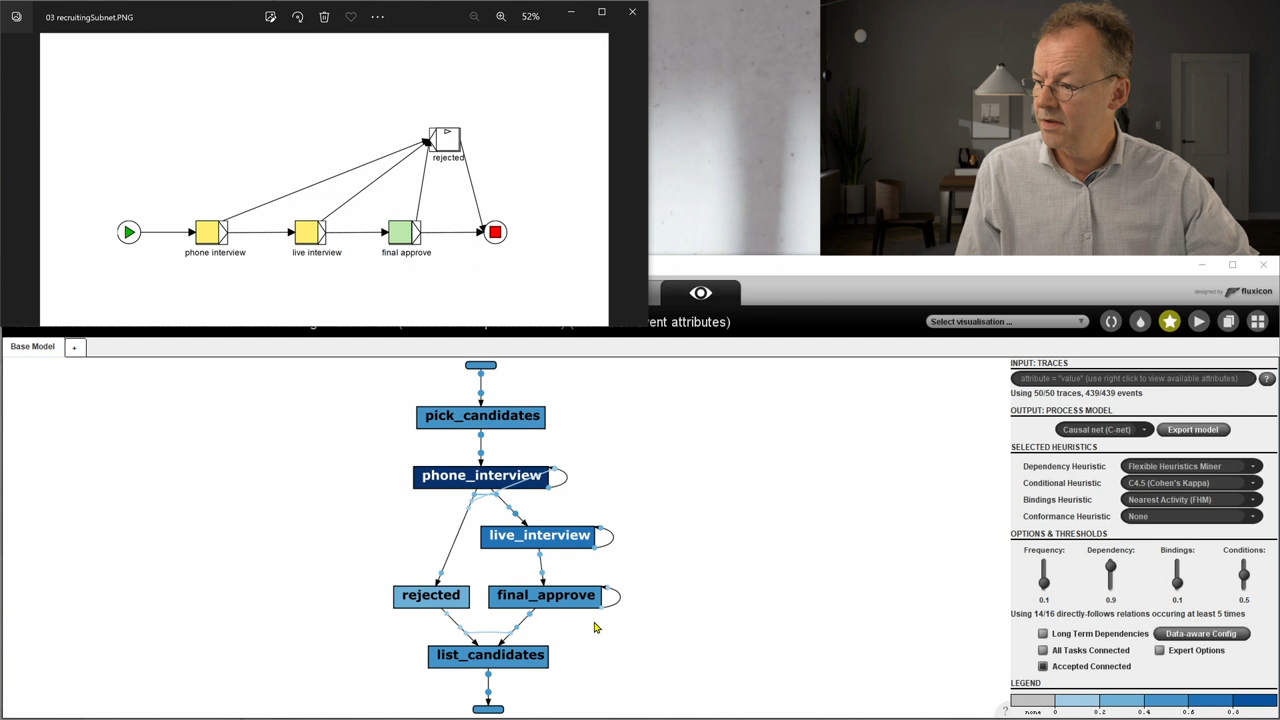 03 recruitingSubnet.PNG
52%
rejected
phone interview
live interview
final approve
designed by fluxicon
ent attributes)
Select visualisation ...
Base Model
+
INPUT: TRACES
attribute = "value" (use right click to view available attributes)
?
Using 50/50 traces, 439/439 events
OUTPUT: PROCESS MODEL
Causal net (C-net)
Export model
SELECTED HEURISTICS
Dependency Heuristic
Flexible Heuristics Miner
Conditional Heuristic
C4.5 (Cohen's Kappa)
Bindings Heuristic
Nearest Activity (FHM)
Conformance Heuristic
None
OPTIONS & THRESHOLDS
Frequency:
Dependency:
Bindings:
Conditions:
0.1
0.9
0.1
0.5
Using 14/16 directly-follows relations occuring at least 5 times
Long Term Dependencies
Data-aware Config
All Tasks Connected
Expert Options
Accepted Connected
LEGEND
?
none
0
0.2
0.4
0.6
0.8
pick_candidates
phone_interview
live_interview
rejected
final_approve
list_candidates